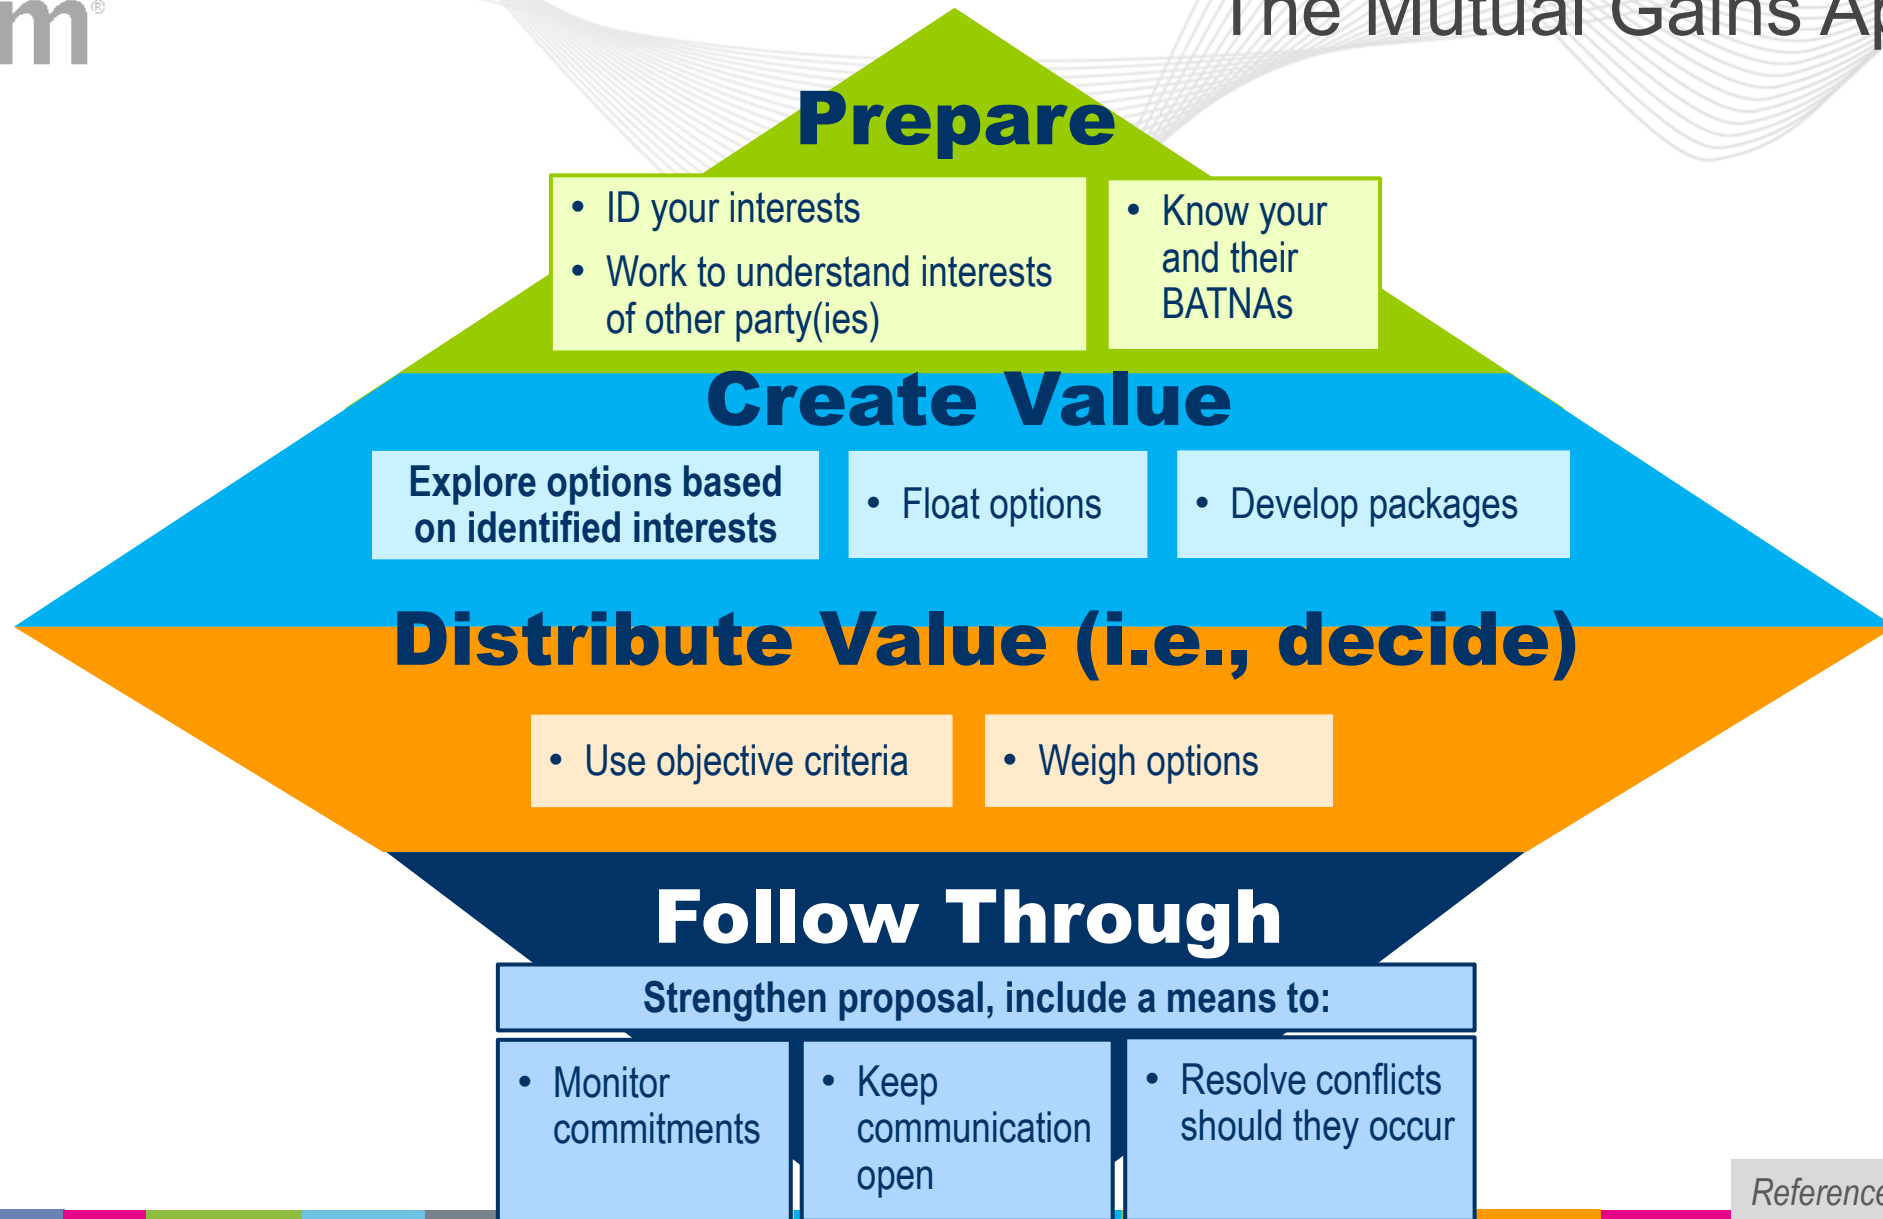 m®
The Mutual Gains Ap
Prepare
• ID your interests
• Work to understand interests
of other party(ies)
• Know your
and their
BATNAs
Create Value
Explore options based
on identified interests
• Float options
• Develop packages
Distribute Value (i.e., decide)
• Use objective criteria
• Weigh options
Follow Through
Strengthen proposal, include a means to:
• Monitor
commitments
• Keep
communication
open
• Resolve conflicts
should they occur
Reference